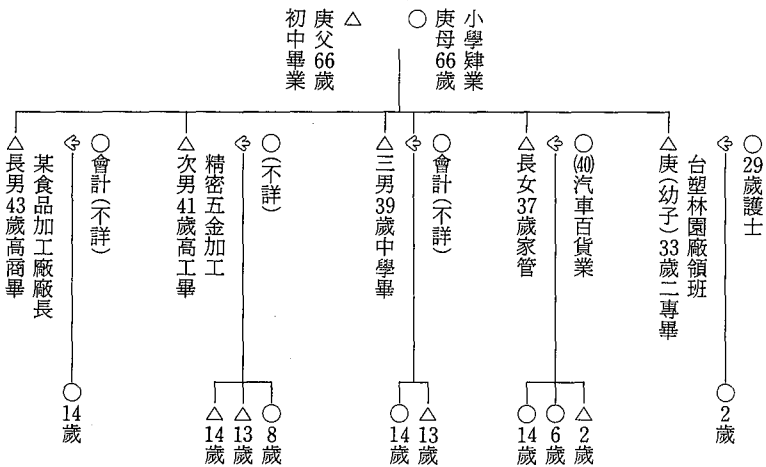 小學肄業
庚母66歲
庚父66歲
初中畢業
29歲護士
台塑林園廠領班
庚(幼子)33歲二專畢
2歲
(40)汽車百貨業
長女37歲家管
2歲
6歲
14歲
會計(不詳)
三男39歲中學畢
13歲
14歲
(不詳)
精密五金加工
次男41歲高工畢
8歲
13歲
14歲
會計(不詳)
某食品加工廠廠長
長男43歲高商畢
14歲